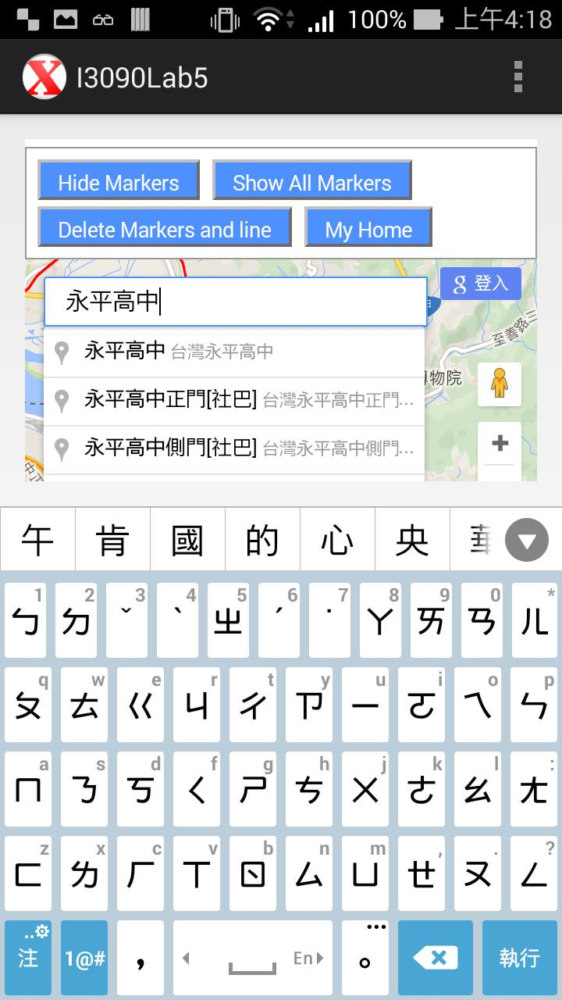 100% 上午4:18
I3090Lab5
Hide Markers Show All Markers
Delete Markers and line My Home
永平高中 g 登入
至善路三
永平高中 台灣永平高中
博物院
永平高中正門[社巴] 台灣永平高中正門...
永平高中側門[社巴] 台灣永平高中側門...
+
午 肯 國 的 心 央
1 2 3 4 5 6 7 8 9 0 *
ㄅ ㄉ ˇ ˋ ㄓ ˊ ˙ ㄚ ㄞ ㄢ ㄦ
q w e r t y u i o p
ㄆ ㄊ ㄍ ㄐ ㄔ ㄗ ㄧ ㄛ ㄟ ㄣ
a s d f g h j k l :
ㄇ ㄋ ㄎ ㄑ ㄕ ㄘ ㄨ ㄜ ㄠ ㄤ
z x c v b n m , . ?
ㄈ ㄌ ㄏ ㄒ ㄖ ㄙ ㄩ ㄝ ㄡ ㄥ
注 1@# , En 。 執行